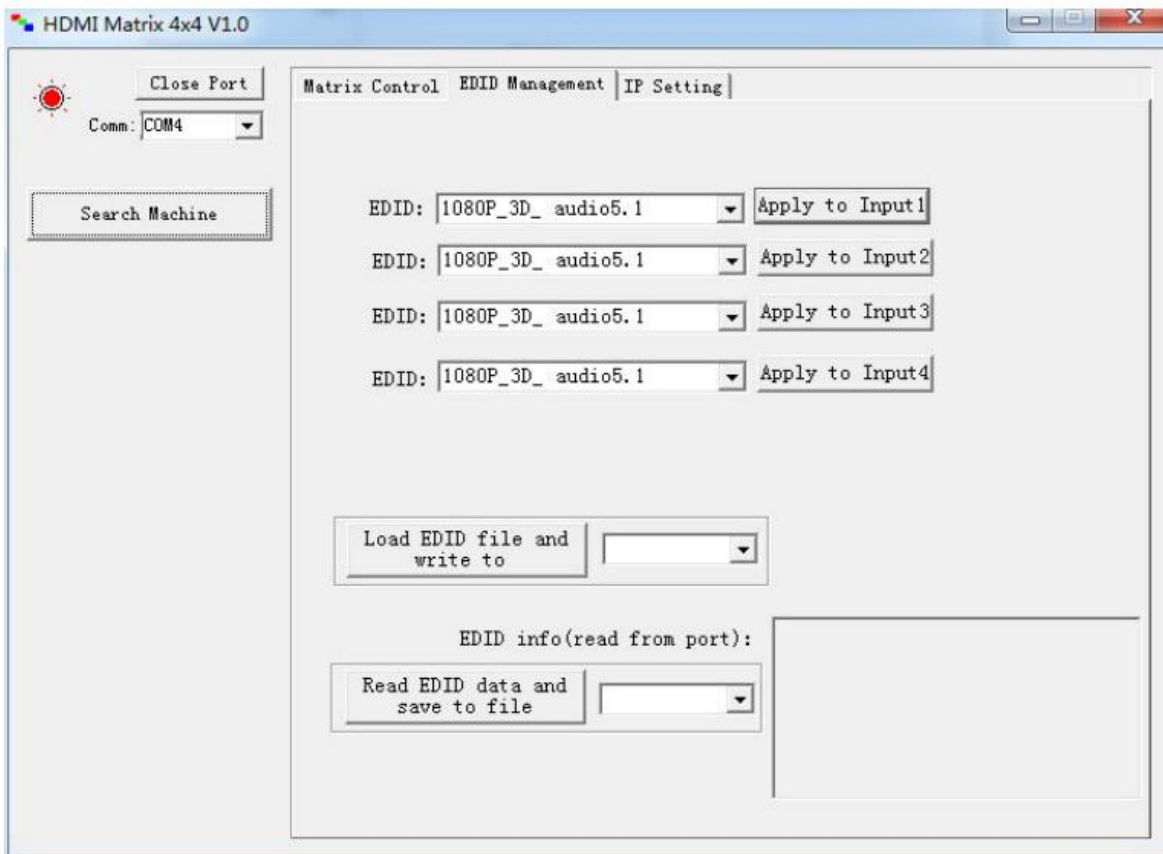 HDMI Matrix 4x4 V1.0
Close Port
Comm: COM4
Search Machine
Matrix Control EDID Management IP Setting
EDID: 1080P_3D_ audio5.1 Apply to Input1
EDID: 1080P_3D_ audio5.1 Apply to Input2
EDID: 1080P_3D_ audio5.1 Apply to Input3
EDID: 1080P_3D_ audio5.1 Apply to Input4
Load EDID file and
write to
EDID info(read from port):
Read EDID data and
save to file